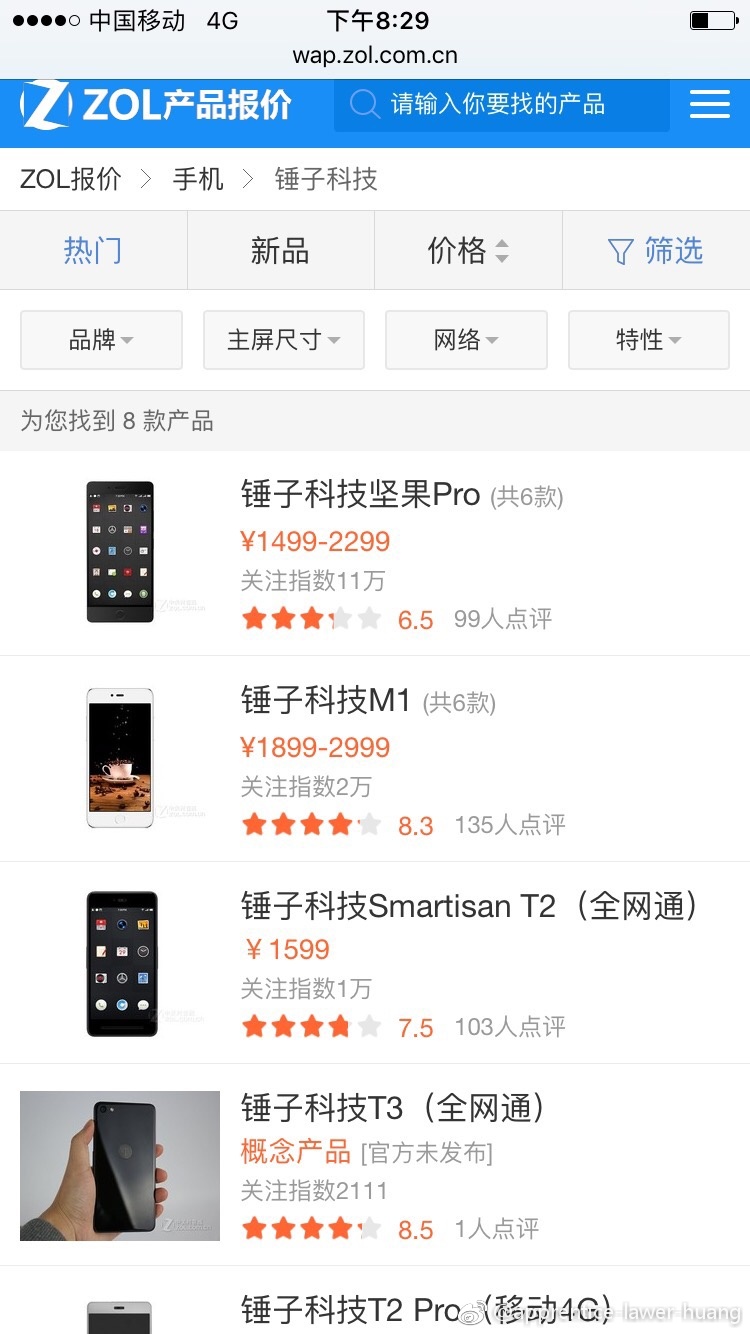 中国移动 4G 下午8:29
wap.zol.com.cn
ZOL产品报价 请输入你要找的产品
ZOL报价 > 手机 > 锤子科技
热门 新品 价格 筛选
品牌 主屏尺寸 网络 特性
为您找到 8 款产品
锤子科技坚果Pro (共6款)
¥1499-2299
关注指数11万
6.5 99人点评
锤子科技M1 (共6款)
¥1899-2999
关注指数2万
8.3 135人点评
锤子科技Smartisan T2（全网通）
¥ 1599
关注指数1万
7.5 103人点评
锤子科技T3（全网通）
概念产品 [官方未发布]
关注指数2111
8.5 1人点评
锤子科技T2 Pro（移动4G）
@apprentice-lawer-huang